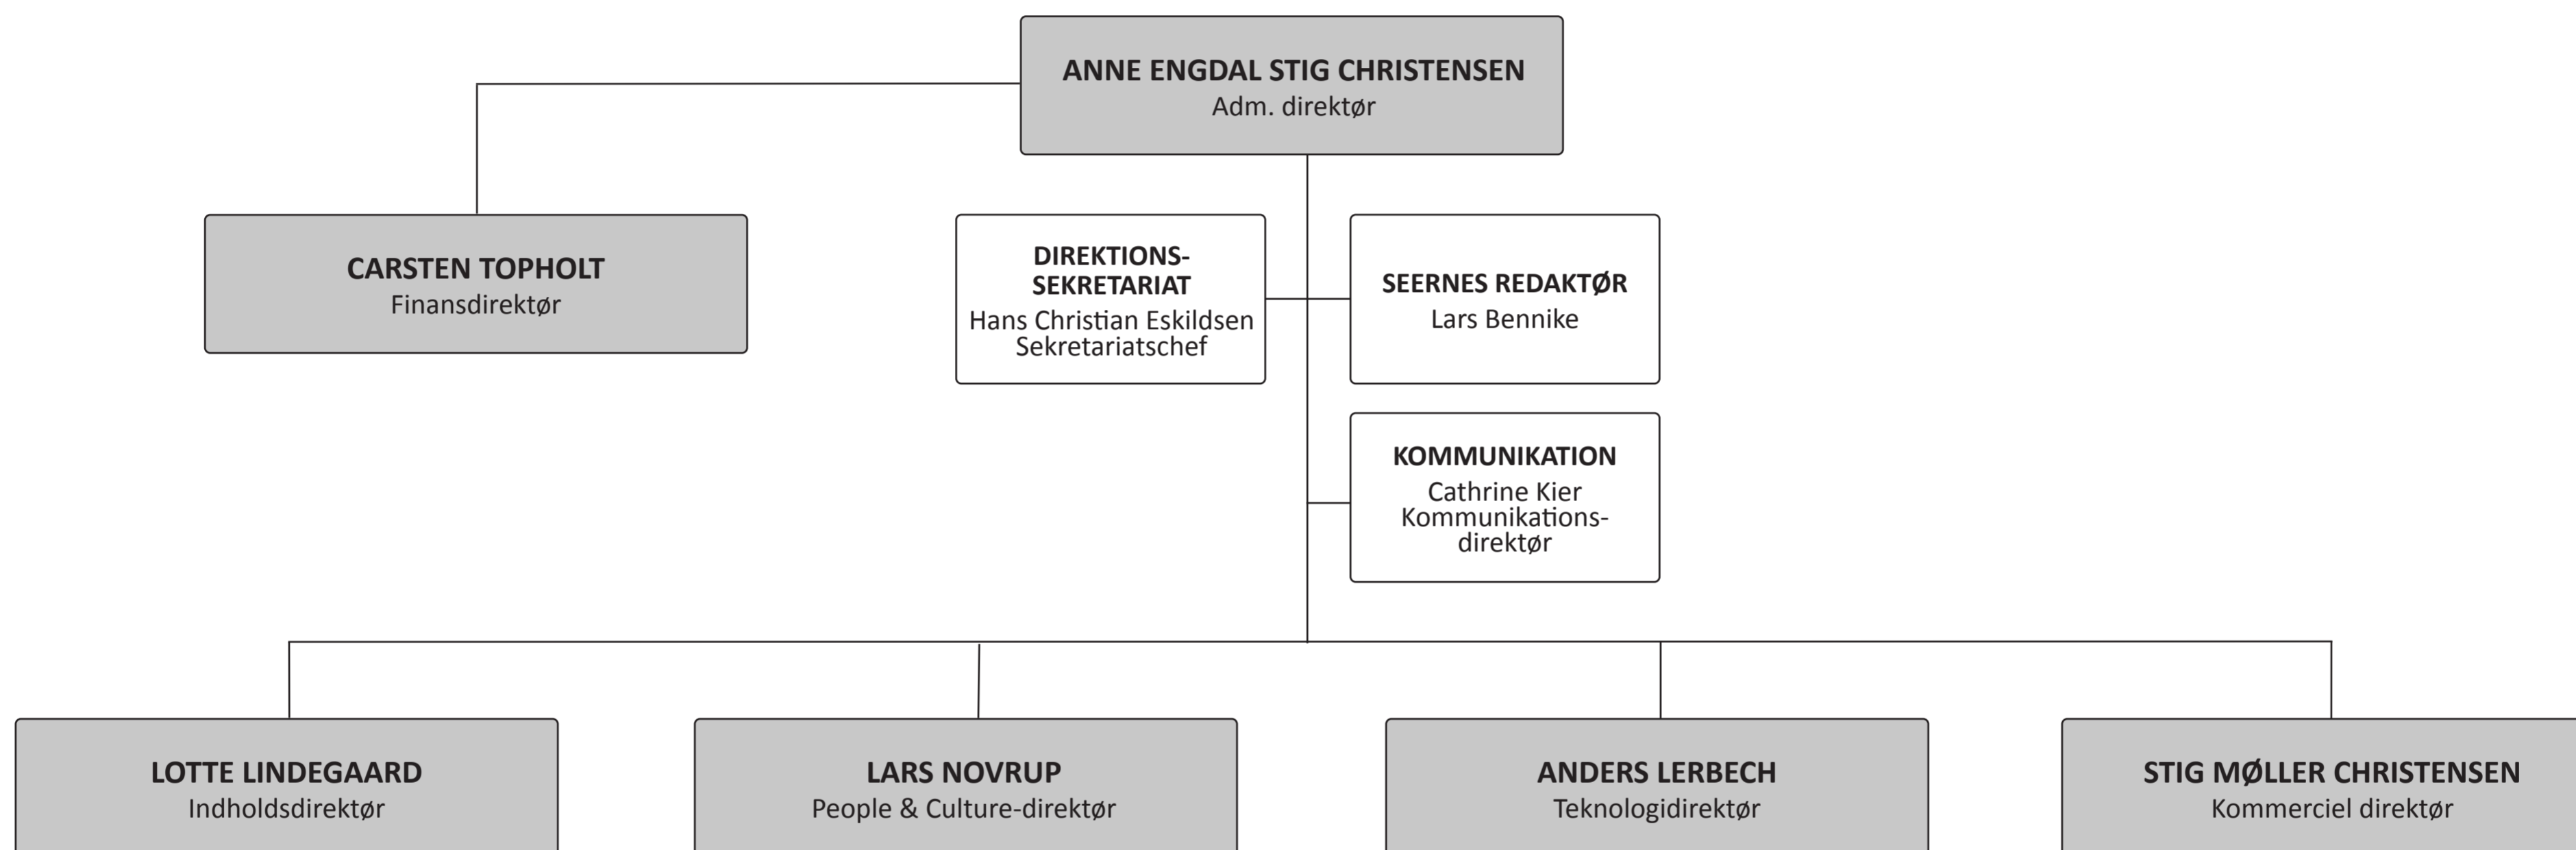 ANNE ENGDAL STIG CHRISTENSEN
Adm. direktør
CARSTEN TOPHOLT
Finansdirektør
DIREKTIONS-
SEKRETARIAT
Hans Christian Eskildsen
Sekretariatschef
SEERNES REDAKTØR
Lars Bennike
KOMMUNIKATION
Cathrine Kier
Kommunikations-
direktør
LOTTE LINDEGAARD
Indholdsdirektør
LARS NOVRUP
People & Culture-direktør
ANDERS LERBECH
Teknologidirektør
STIG MØLLER CHRISTENSEN
Kommerciel direktør